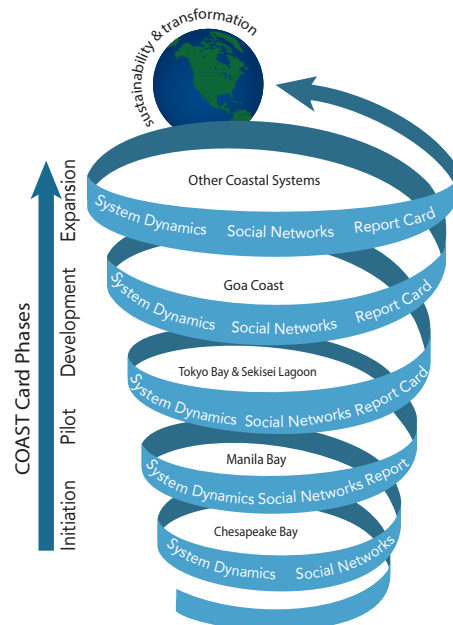 sustainability & transformation
Other Coastal Systems
System Dynamics Social Networks Report Card
Goa Coast
System Dynamics Social Networks Report Card
Tokyo Bay & Sekisei Lagoon
System Dynamics Social Networks Report Card
Manila Bay
System Dynamics Social Networks Report
Chesapeake Bay
System Dynamics Social Networks
COAST Card Phases
Expansion
Development
Pilot
Initiation